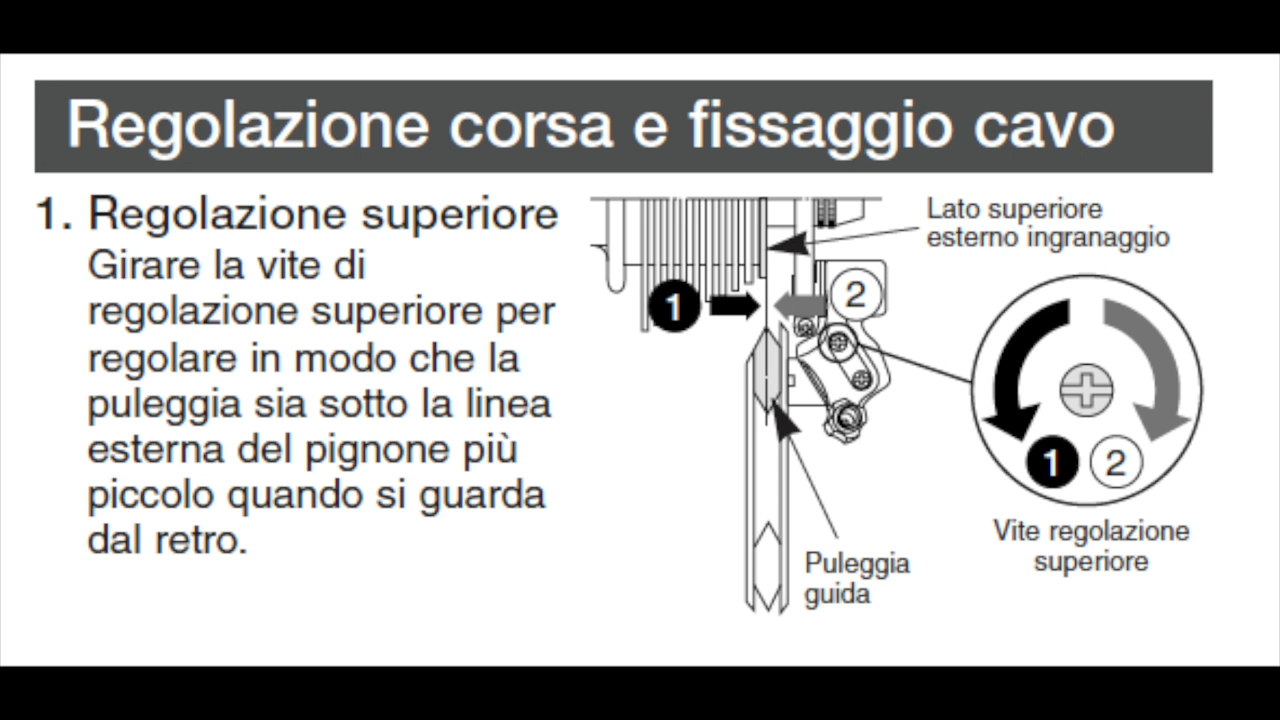 Regolazione corsa e fissaggio cavo
1. Regolazione superiore
Girare la vite di
regolazione superiore per
regolare in modo che la
puleggia sia sotto la linea
esterna del pignone più
piccolo quando si guarda
dal retro.
Lato superiore
esterno ingranaggio
1
2
1
2
Vite regolazione
superiore
Puleggia
guida